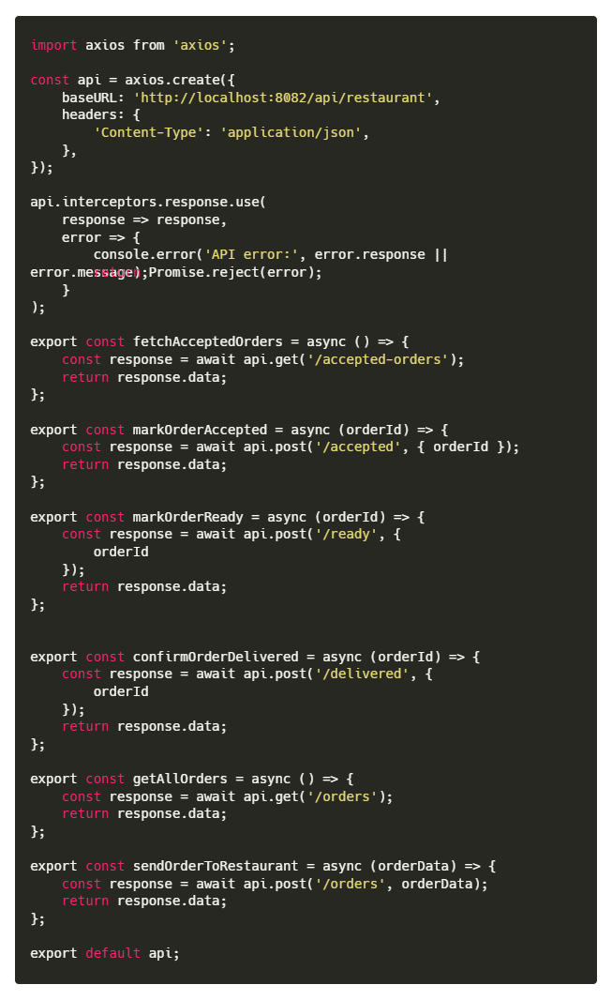 import axios from 'axios';
const api = axios.create({
    baseURL: 'http://localhost:8082/api/restaurant',
    headers: {
        'Content-Type': 'application/json',
    },
});
api.interceptors.response.use(
    response => response,
    error => {
        console.error('API error:', error.response ||
error.message);
        return Promise.reject(error);
    }
);
export const fetchAcceptedOrders = async () => {
    const response = await api.get('/accepted-orders');
    return response.data;
};
export const markOrderAccepted = async (orderId) => {
    const response = await api.post('/accepted', { orderId });
    return response.data;
};
export const markOrderReady = async (orderId) => {
    const response = await api.post('/ready', {
        orderId
    });
    return response.data;
};
export const confirmOrderDelivered = async (orderId) => {
    const response = await api.post('/delivered', {
        orderId
    });
    return response.data;
};
export const getAllOrders = async () => {
    const response = await api.get('/orders');
    return response.data;
};
export const sendOrderToRestaurant = async (orderData) => {
    const response = await api.post('/orders', orderData);
    return response.data;
};
export default api;